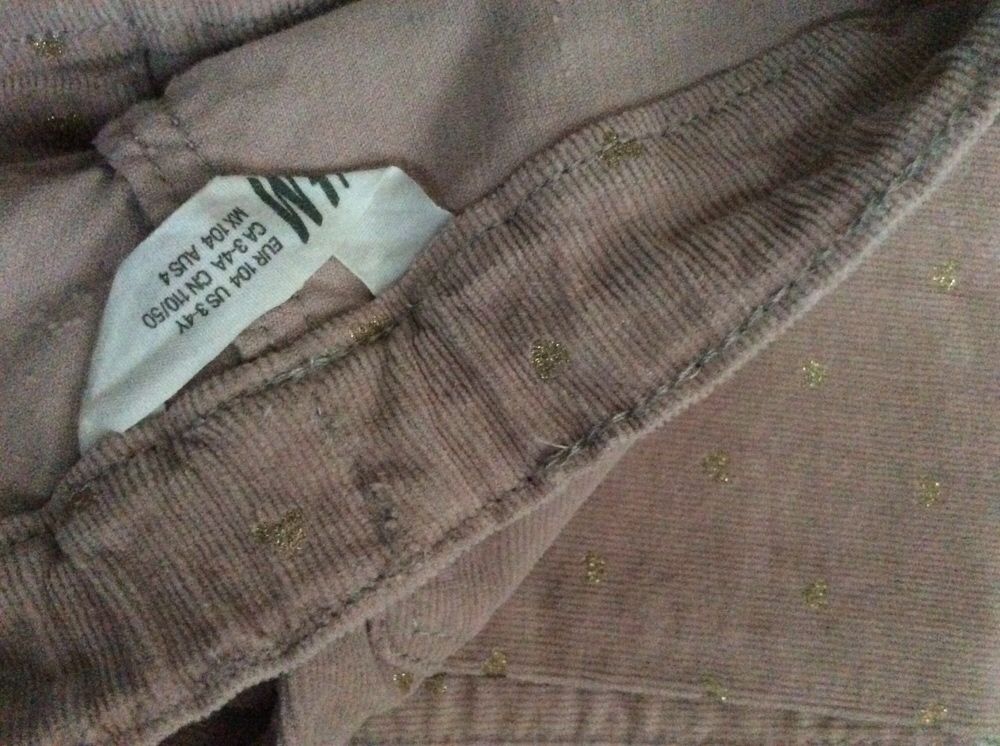 EUR 104 US 3-4Y
CA 3-4A CN 110/50
MX 104 AUS 4